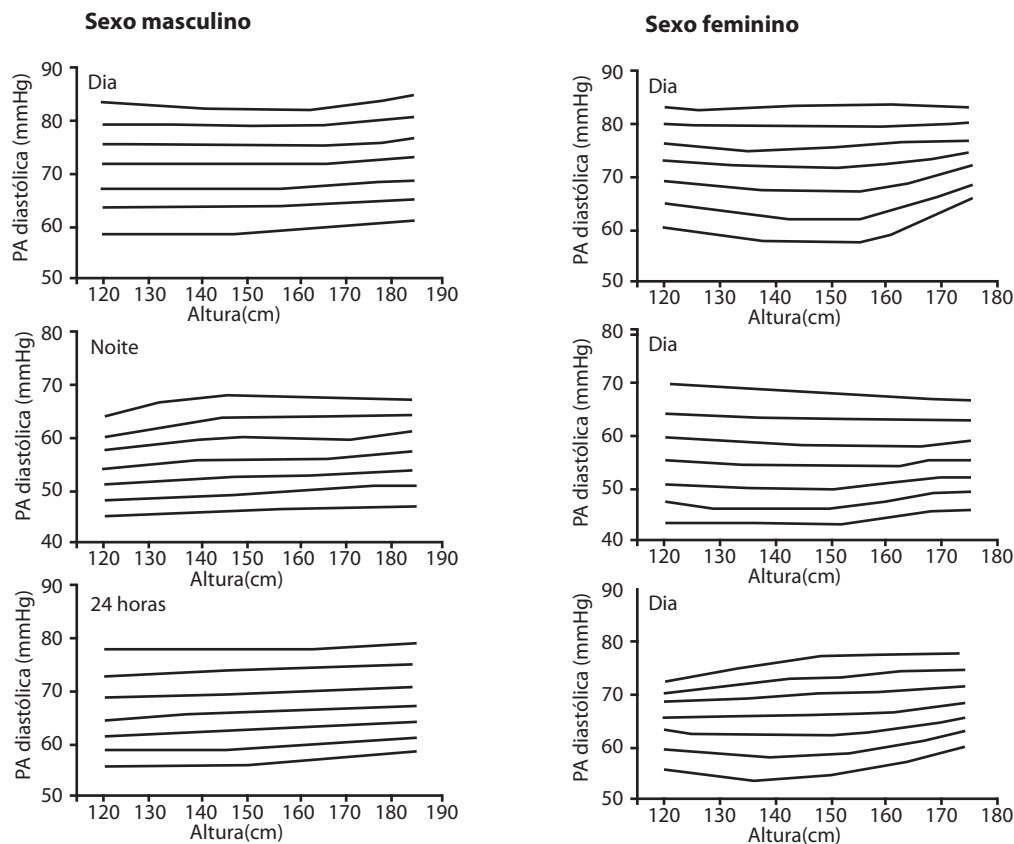 Sexo masculino
Sexo feminino
PA diastólica (mmHg)
Dia
90
80
70
60
50
120 130 140 150 160 170 180 190
Altura(cm)
PA diastólica (mmHg)
Dia
90
80
70
60
50
120 130 140 150 160 170 180
Altura(cm)
PA diastólica (mmHg)
Noite
80
70
60
50
40
120 130 140 150 160 170 180 190
Altura(cm)
PA diastólica (mmHg)
Dia
80
70
60
50
40
120 130 140 150 160 170 180
Altura(cm)
PA diastólica (mmHg)
24 horas
90
80
70
60
50
120 130 140 150 160 170 180 190
Altura(cm)
PA diastólica (mmHg)
Dia
90
80
70
60
50
120 130 140 150 160 170 180
Altura(cm)